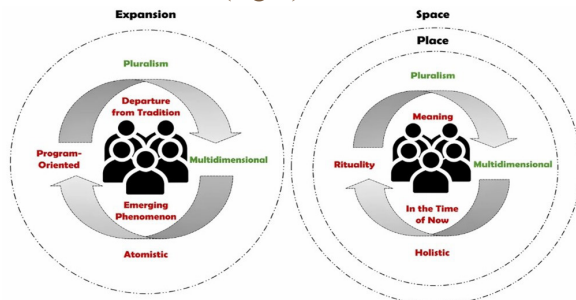 Expansion
Pluralism
Departure
from Tradition
Program-
Oriented
Multidimensional
Emerging
Phenomenon
Atomistic
Space
Place
Pluralism
Meaning
Rituality
Multidimensional
In the Time
of Now
Holistic